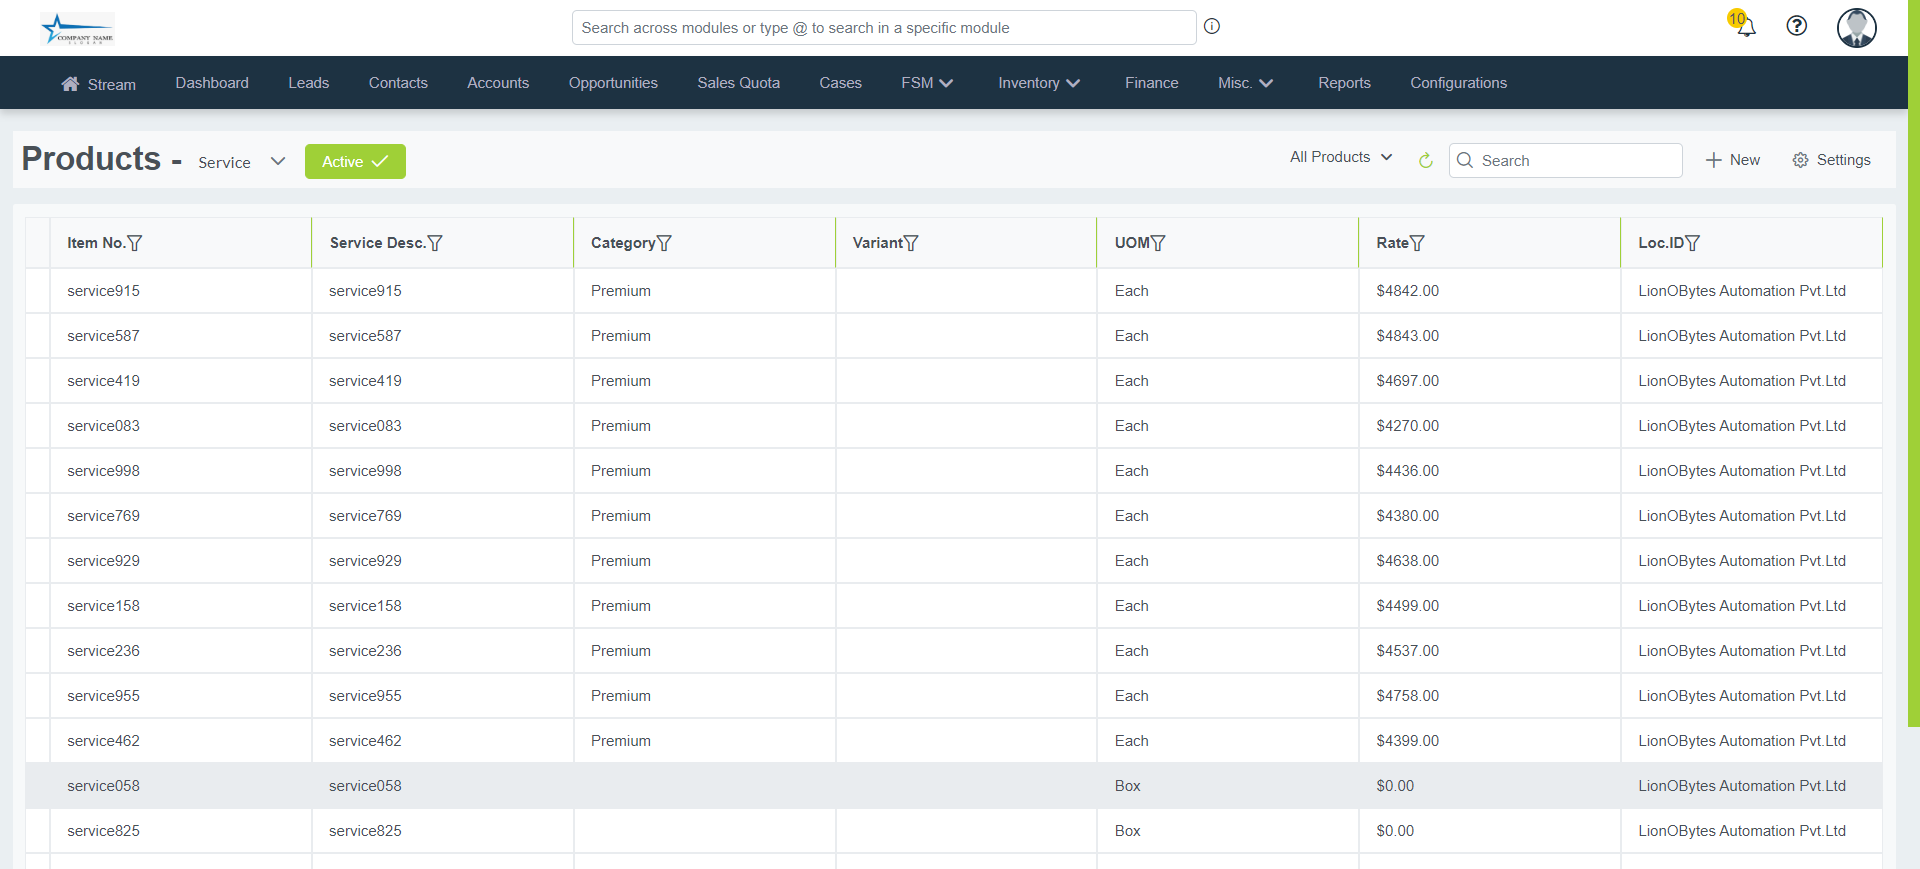 COMPANY NAME
Search across modules or type @ to search in a specific module
10
Stream Dashboard Leads Contacts Accounts Opportunities Sales Quota Cases FSM Inventory Finance Misc. Reports Configurations
Products - Service Active All Products Search New Settings
Item No. Service Desc. Category Variant UOM Rate Loc.ID
service915 service915 Premium Each $4842.00 LionOBytes Automation Pvt.Ltd
service587 service587 Premium Each $4843.00 LionOBytes Automation Pvt.Ltd
service419 service419 Premium Each $4697.00 LionOBytes Automation Pvt.Ltd
service083 service083 Premium Each $4270.00 LionOBytes Automation Pvt.Ltd
service998 service998 Premium Each $4436.00 LionOBytes Automation Pvt.Ltd
service769 service769 Premium Each $4380.00 LionOBytes Automation Pvt.Ltd
service929 service929 Premium Each $4638.00 LionOBytes Automation Pvt.Ltd
service158 service158 Premium Each $4499.00 LionOBytes Automation Pvt.Ltd
service236 service236 Premium Each $4537.00 LionOBytes Automation Pvt.Ltd
service955 service955 Premium Each $4758.00 LionOBytes Automation Pvt.Ltd
service462 service462 Premium Each $4399.00 LionOBytes Automation Pvt.Ltd
service058 service058 Box $0.00 LionOBytes Automation Pvt.Ltd
service825 service825 Box $0.00 LionOBytes Automation Pvt.Ltd